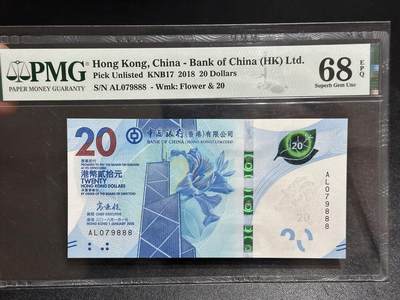 PMG
PAPER MONEY GUARANTY
Hong Kong, China - Bank of China (HK) Ltd.
Pick Unlisted KNB17 2018 20 Dollars
S/N AL079888 - Wmk: Flower & 20
68 EPQ
Superb Gem Unc
20
中國銀行(香港)有限公司
BANK OF CHINA (HONG KONG) LIMITED
港幣貳拾元
TWENTY
HONG KONG DOLLARS
AL079888
20
20
AL079888
20